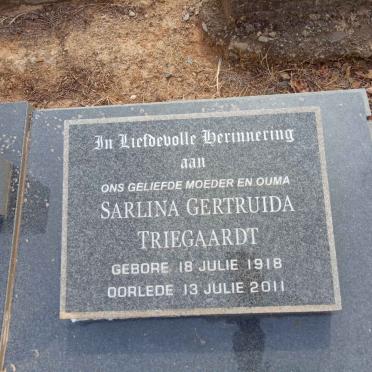 In Liefdevolle Herinnering
aan
ONS GELIEFDE MOEDER EN OUMA
SARLINA GERTRUIDA
TRIEGAARDT
GEBORE 18 JULIE 1918
OORLEDE 13 JULIE 2011